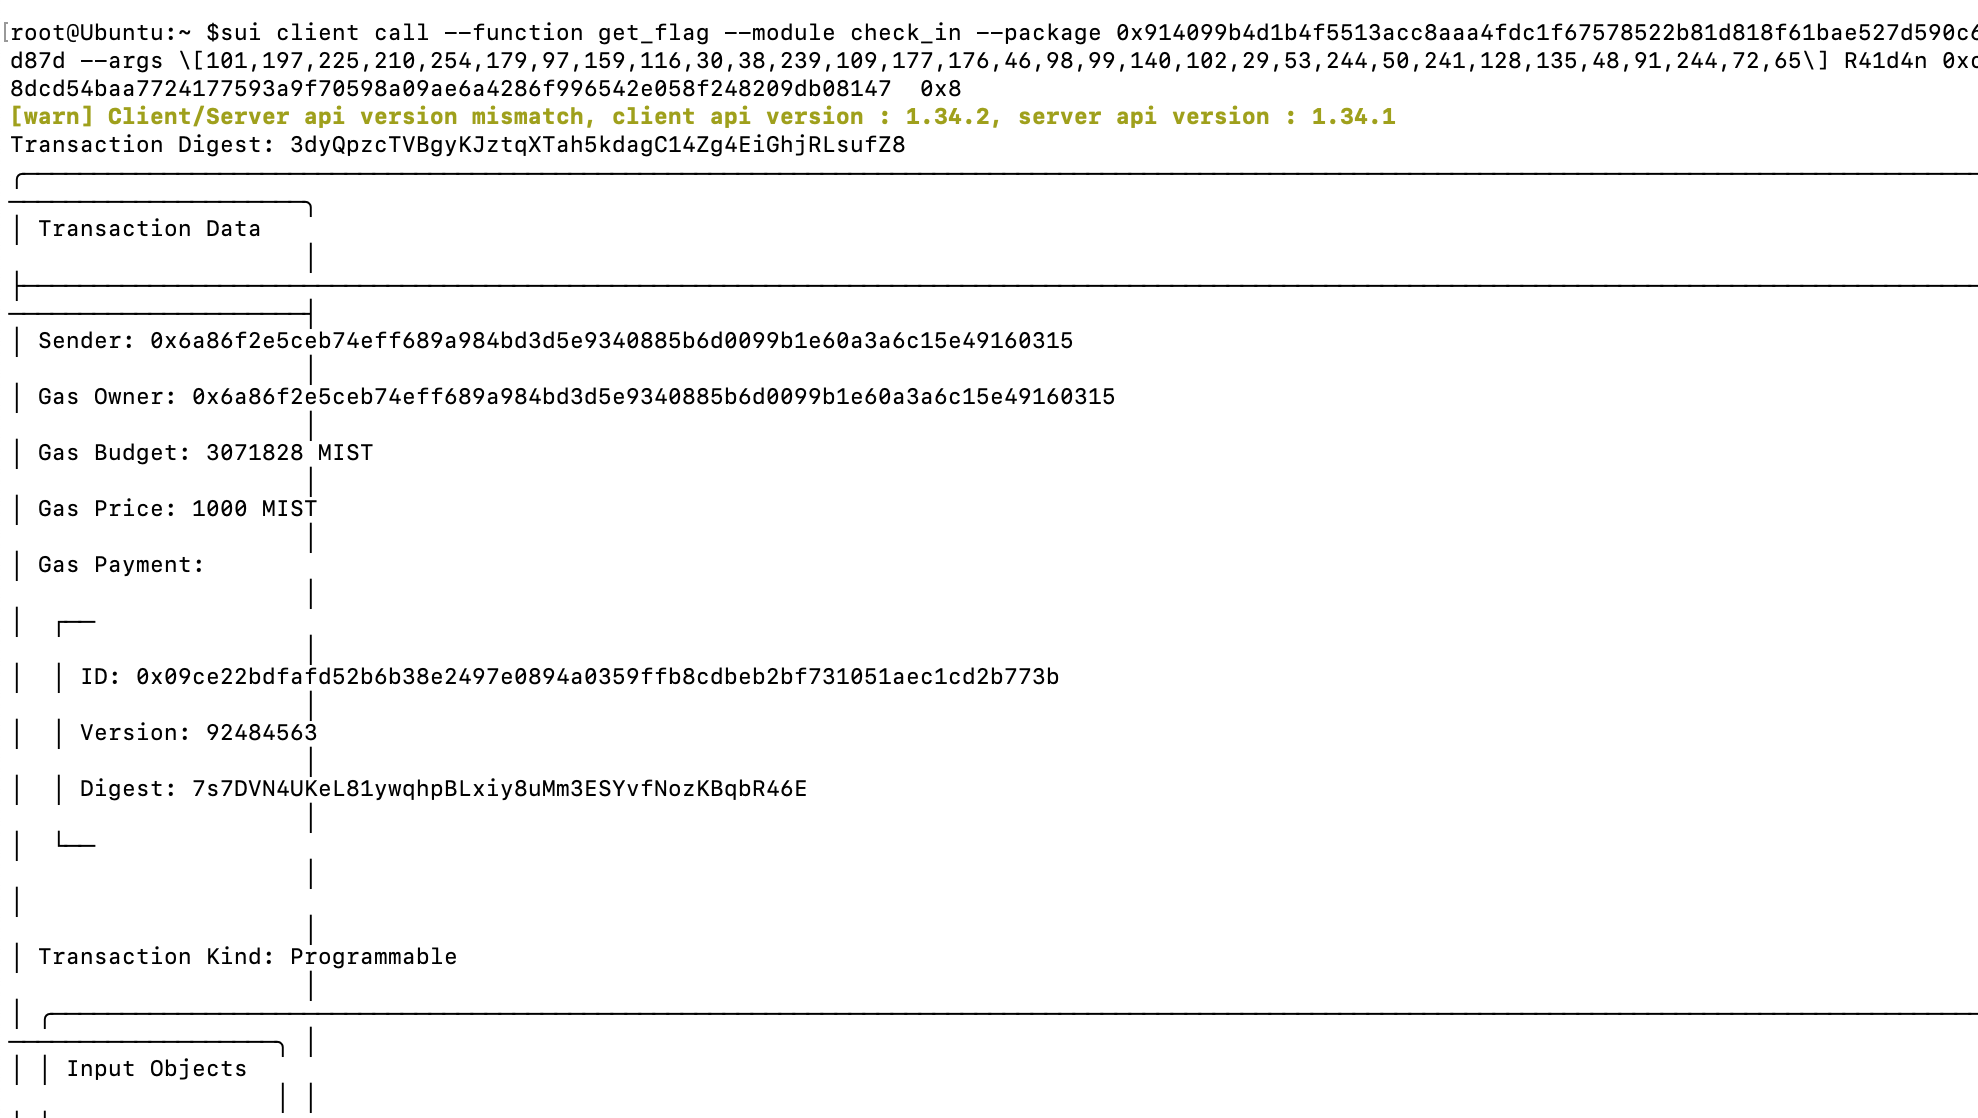 root@Ubuntu:~ $sui client call --function get_flag --module check_in --package 0x914099b4d1b4f5513acc8aaa4fdc1f67578522b81d818f61bae527d590c6
d87d --args \[101,197,225,210,254,179,97,159,116,30,38,239,109,177,176,46,98,99,140,102,29,53,244,50,241,128,135,48,91,244,72,65\] R41d4n 0xc
8dcd54baa7724177593a9f70598a09ae6a4286f996542e058f248209db08147  0x8
[warn] Client/Server api version mismatch, client api version : 1.34.2, server api version : 1.34.1
Transaction Digest: 3dyQpzcTVBgyKJztqXTah5kdagC14Zg4EiGhjRLsufZ8
Transaction Data
Sender: 0x6a86f2e5ceb74eff689a984bd3d5e9340885b6d0099b1e60a3a6c15e49160315
Gas Owner: 0x6a86f2e5ceb74eff689a984bd3d5e9340885b6d0099b1e60a3a6c15e49160315
Gas Budget: 3071828 MIST
Gas Price: 1000 MIST
Gas Payment:
ID: 0x09ce22bdfafd52b6b38e2497e0894a0359ffb8cdbeb2bf731051aec1cd2b773b
Version: 92484563
Digest: 7s7DVN4UKeL81ywqhpBLxiy8uMm3ESYvfNozKBqbR46E
Transaction Kind: Programmable
Input Objects